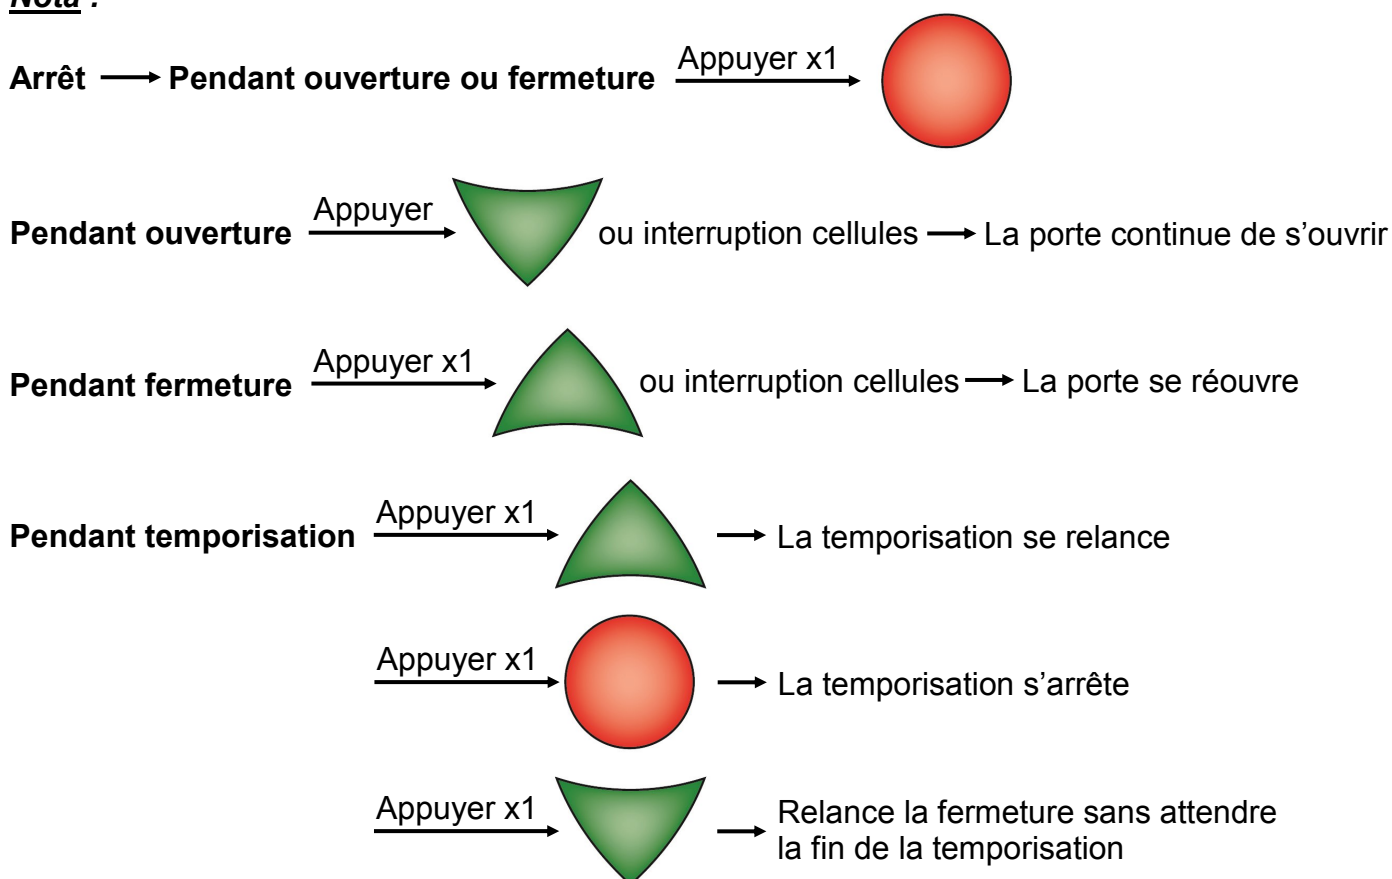 Nota :
Arrêt Pendant ouverture ou fermeture Appuyer x1
Pendant ouverture Appuyer ou interruption cellules La porte continue de s’ouvrir
Pendant fermeture Appuyer x1 ou interruption cellules La porte se réouvre
Pendant temporisation Appuyer x1 La temporisation se relance
Appuyer x1 La temporisation s’arrête
Appuyer x1 Relance la fermeture sans attendre
la fin de la temporisation